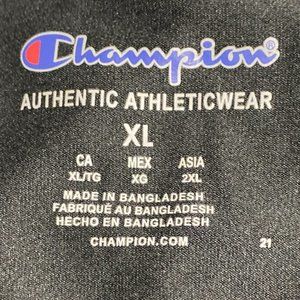 Champion®
AUTHENTIC ATHLETICWEAR
XL
CA MEX ASIA
XL/TG XG 2XL
MADE IN BANGLADESH
FABRIQUÉ AU BANGLADESH
HECHO EN BANGLADESH
CHAMPION.COM 21